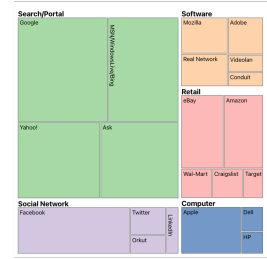 Search/Portal
Google
MSN/WindowsLive/Bing
Yahoo!
Ask
Social Network
Facebook
Twitter
Orkut
LinkedIn
Software
Mozilla
Adobe
Real Network
Videolan
Conduit
Retail
eBay
Amazon
Wal-Mart
Craigslist
Target
Computer
Apple
Dell
HP